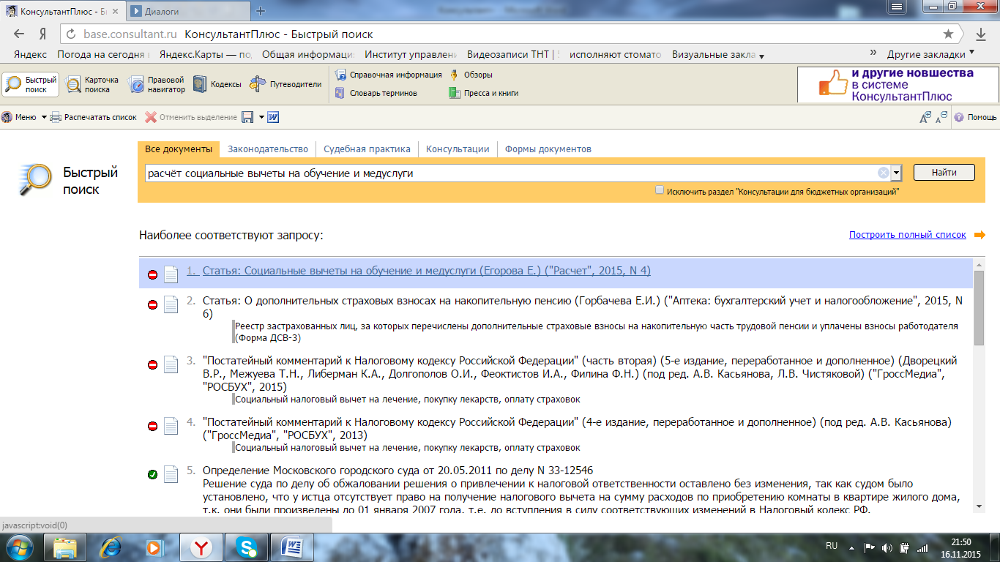 КонсультантПлюс - Бы
Диалоги
base.consultant.ru КонсультантПлюс - Быстрый поиск
Яндекс Погода на сегодня Яндекс.Карты — по Общая информаци Институт управлен Видеозаписи ТНТ | исполняют стомато Визуальные закла » Другие закладки
Быстрый поиск
Карточка поиска
Правовой навигатор
Кодексы
Путеводители
Справочная информация
Обзоры
Словарь терминов
Пресса и книги
и другие новшества
в системе
КонсультантПлюс
Меню Распечатать список Отменить выделение Помощь
Все документы Законодательство Судебная практика Консультации Формы документов
Быстрый
поиск
расчёт социальные вычеты на обучение и медуслуги
Найти
Исключить раздел "Консультации для бюджетных организаций"
Наиболее соответствуют запросу:
Построить полный список
1. Статья: Социальные вычеты на обучение и медуслуги (Егорова Е.) ("Расчет", 2015, N 4)
2. Статья: О дополнительных страховых взносах на накопительную пенсию (Горбачева Е.И.) ("Аптека: бухгалтерский учет и налогообложение", 2015, N
6)
Реестр застрахованных лиц, за которых перечислены дополнительные страховые взносы на накопительную часть трудовой пенсии и уплачены взносы работодателя
(Форма ДСВ-3)
3. "Постатейный комментарий к Налоговому кодексу Российской Федерации" (часть вторая) (5-е издание, переработанное и дополненное) (Дворецкий
В.Р., Межуева Т.Н., Либерман К.А., Долгополов О.И., Феоктистов И.А., Филина Ф.Н.) (под ред. А.В. Касьянова, Л.В. Чистяковой) ("ГроссМедиа",
"РОСБУХ", 2015)
Социальный налоговый вычет на лечение, покупку лекарств, оплату страховок
4. "Постатейный комментарий к Налоговому кодексу Российской Федерации" (4-е издание, переработанное и дополненное) (под ред. А.В. Касьянова)
("ГроссМедиа", "РОСБУХ", 2013)
Социальный налоговый вычет на лечение, покупку лекарств, оплату страховок
5. Определение Московского городского суда от 20.05.2011 по делу N 33-12546
Решение суда по делу об обжаловании решения о привлечении к налоговой ответственности оставлено без изменения, так как судом было
установлено, что у истца отсутствует право на получение налогового вычета на сумму расходов по приобретению комнаты в квартире жилого дома,
т.к. они были произведены до 01 января 2007 года, т.е. до вступления в силу соответствующих изменений в Налоговый кодекс РФ.
javascript:void(0)
RU
21:50
16.11.2015